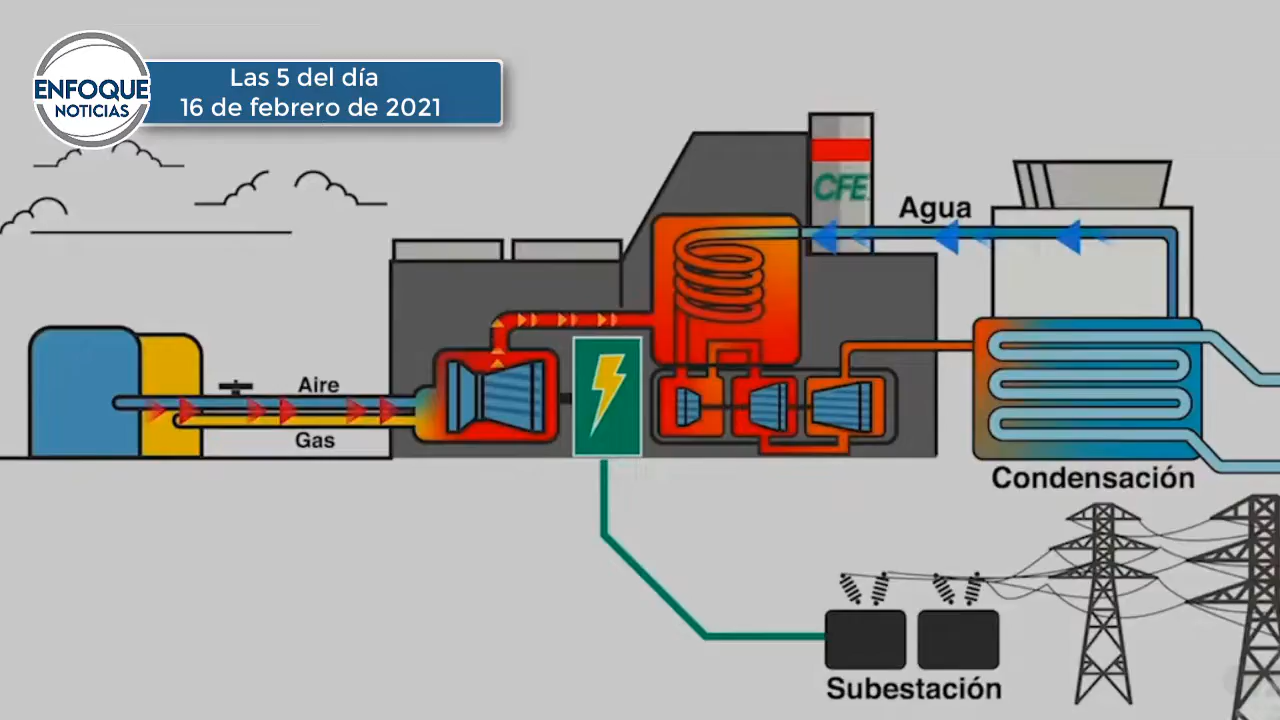 ENFOQUE
NOTICIAS
Las 5 del día
16 de febrero de 2021
CFE
Agua
Aire
Gas
Condensación
Subestación